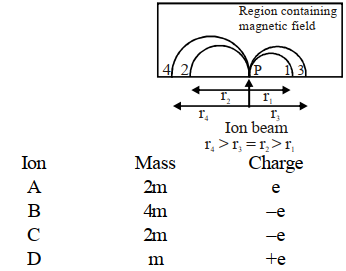 Region containing
magnetic field
4 2 P 1 3
r₂ r₁
r₄ r₃
Ion beam
r₄ > r₃ = r₂ > r₁
Ion Mass Charge
A 2m e
B 4m –e
C 2m –e
D m +e